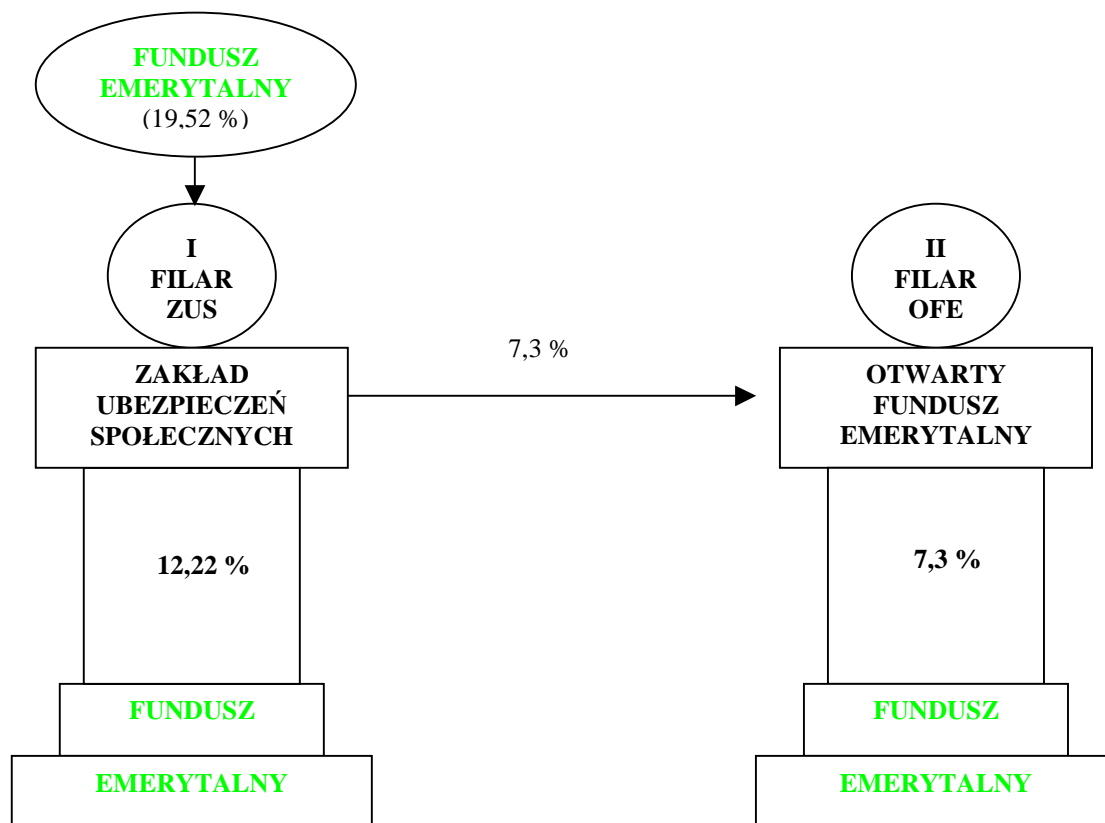 FUNDUSZ
EMERYTALNY
(19,52 %)
I
FILAR
ZUS
II
FILAR
OFE
7,3 %
ZAKŁAD
UBEZPIECZEŃ
SPOŁECZNYCH
OTWARTY
FUNDUSZ
EMERYTALNY
12,22 %
7,3 %
FUNDUSZ
EMERYTALNY
FUNDUSZ
EMERYTALNY